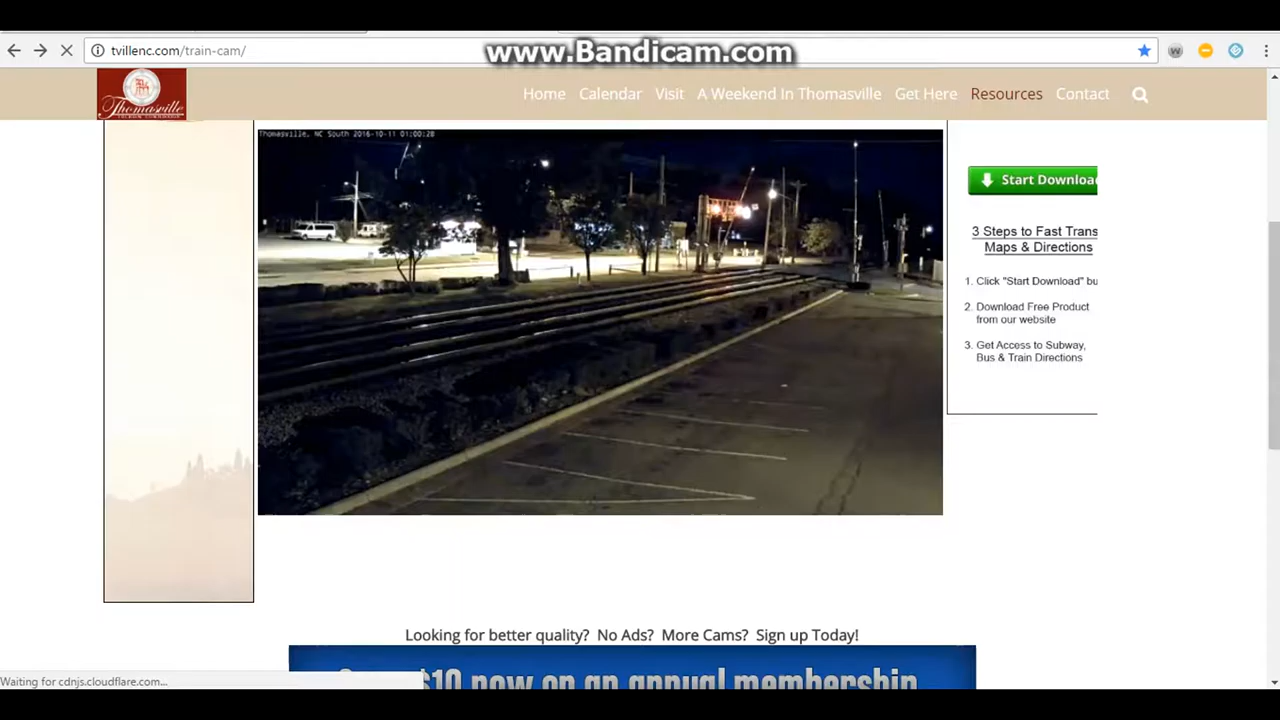 tvillenc.com/train-cam/
www.Bandicam.com
Thomasville
Home Calendar Visit A Weekend In Thomasville Get Here Resources Contact
Thomasville, NC South 2016-10-11 01:00:28
Start Downloa
3 Steps to Fast Trans
Maps & Directions
1. Click "Start Download" bu
2. Download Free Product
from our website
3. Get Access to Subway,
Bus & Train Directions
Looking for better quality? No Ads? More Cams? Sign up Today!
$10 now on an annual membership
Waiting for cdnjs.cloudflare.com...